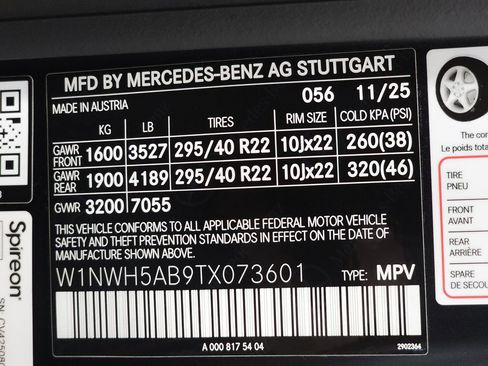 MFD BY MERCEDES-BENZ AG STUTTGART
MADE IN AUSTRIA 056 11/25
KG LB TIRES RIM SIZE COLD KPA (PSI)
GAWR FRONT 1600 3527 295/40 R22 10Jx22 260(38)
GAWR REAR 1900 4189 295/40 R22 10Jx22 320(46)
GVWR 3200 7055
THIS VEHICLE CONFORMS TO ALL APPLICABLE FEDERAL MOTOR VEHICLE
SAFETY AND THEFT PREVENTION STANDARDS IN EFFECT ON THE DATE OF
MANUFACTURE SHOWN ABOVE.
W1NWH5AB9TX073601 TYPE: MPV
A 000 817 54 04
2902364
Spireon
The
Le poids
TIRE
PNEU
FRONT
AVANT
REAR
ARRIÈRE
SPARE
DE